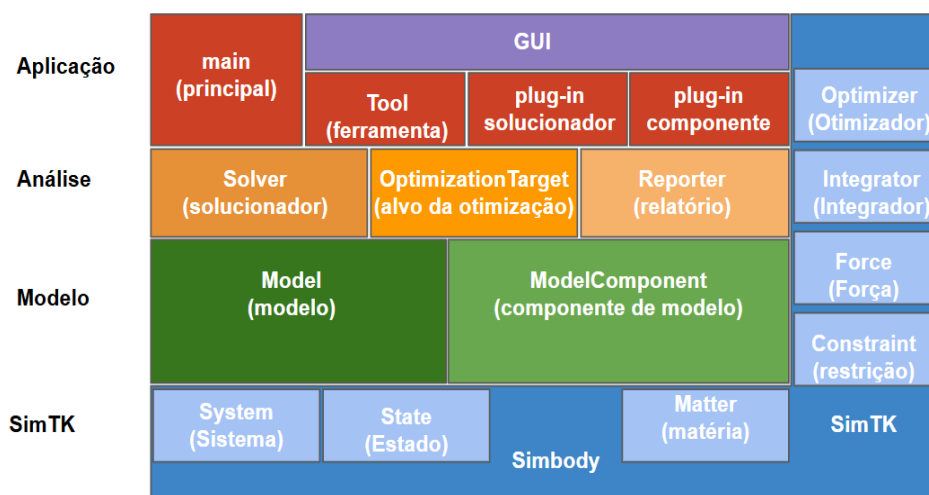 Aplicação
main
(principal)
GUI
Tool
(ferramenta)
plug-in
solucionador
plug-in
componente
Optimizer
(Otimizador)
Análise
Solver
(solucionador)
OptimizationTarget
(alvo da otimização)
Reporter
(relatório)
Integrator
(Integrador)
Modelo
Model
(modelo)
ModelComponent
(componente de modelo)
Force
(Força)
Constraint
(restrição)
SimTK
System
(Sistema)
State
(Estado)
Simbody
Matter
(matéria)
SimTK